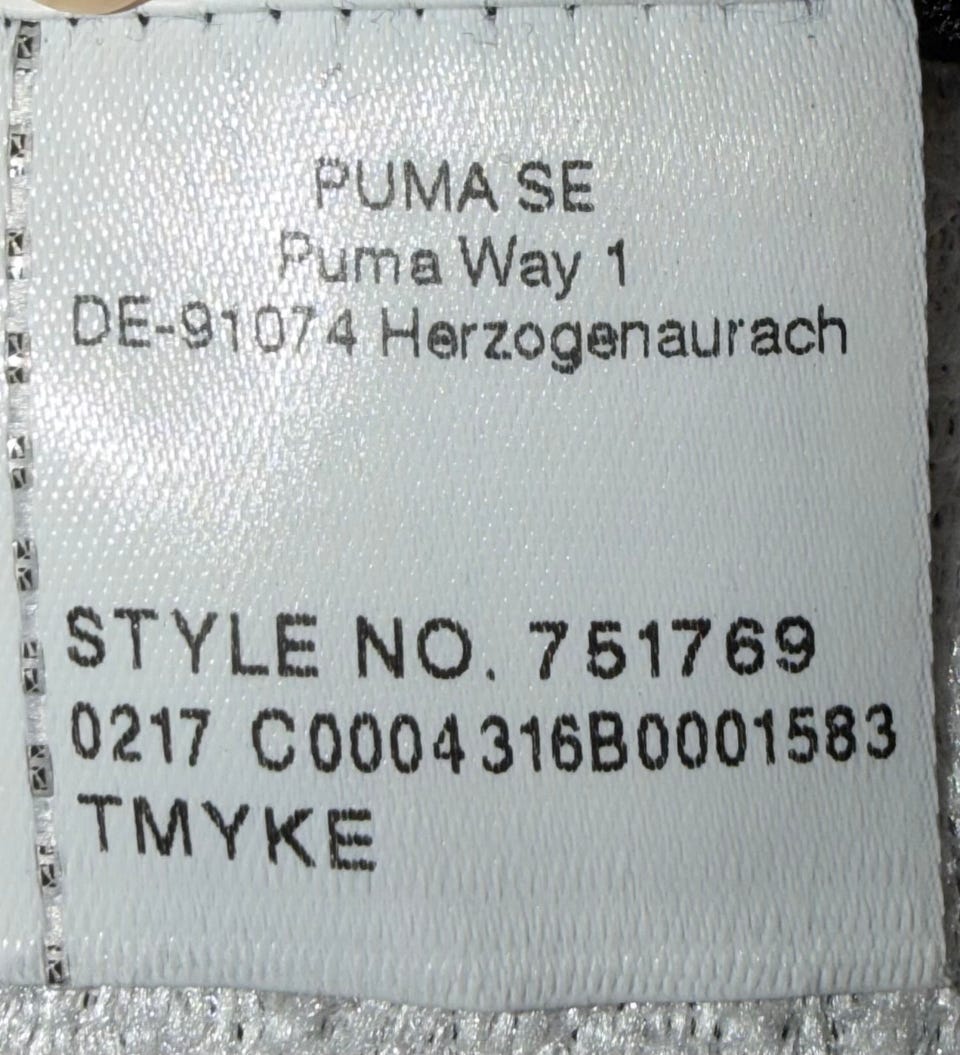 PUMA SE
Puma Way 1
DE-91074 Herzogenaurach
STYLE NO. 751769
0217 C0004316B0001583
TMYKE